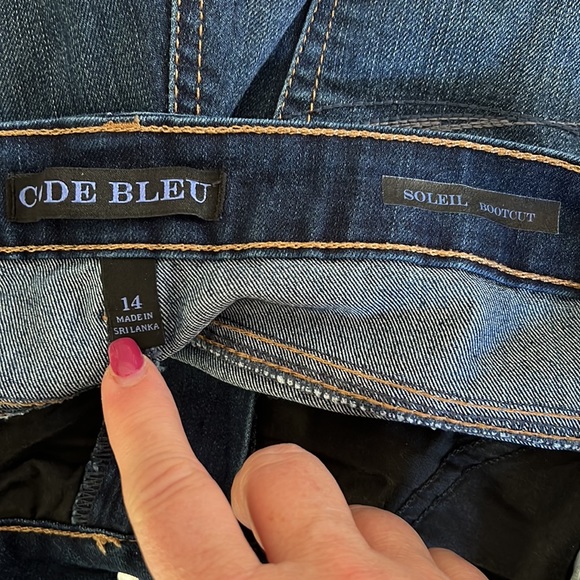 C/DE BLEU
SOLEIL BOOTCUT
14
MADE IN
SRI LANKA